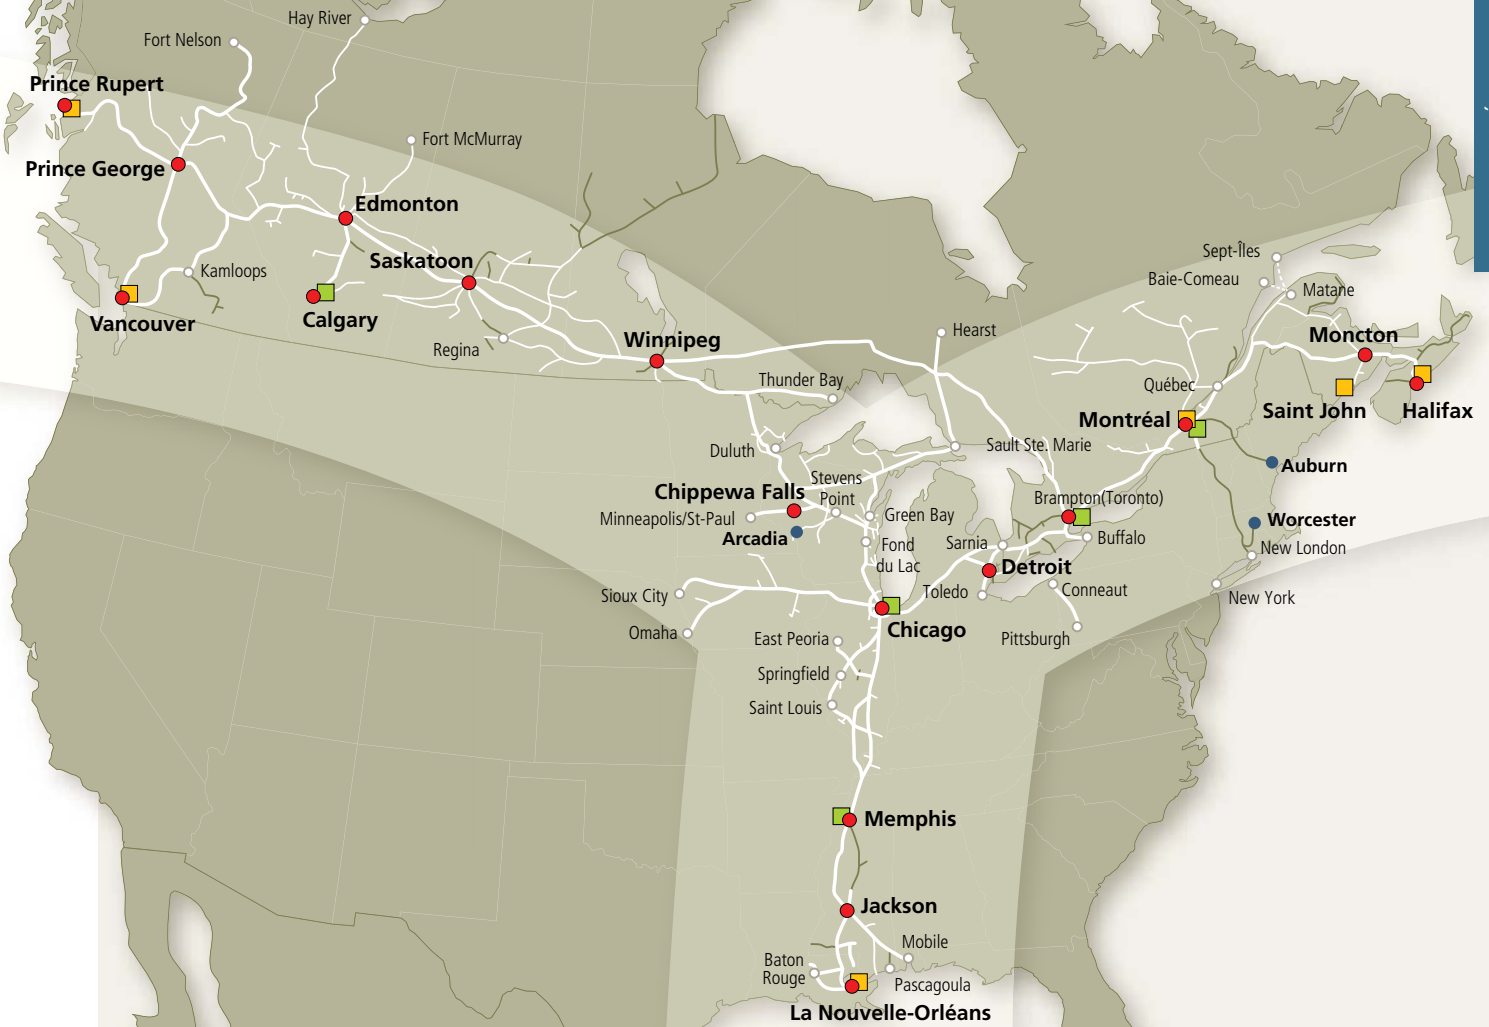 Hay River
Fort Nelson
Prince Rupert
Fort McMurray
Prince George
Edmonton
Saskatoon
Kamloops
Sept-Îles
Baie-Comeau
Matane
Vancouver
Calgary
Regina
Winnipeg
Hearst
Moncton
Thunder Bay
Québec
Montréal
Saint John
Halifax
Duluth
Sault Ste. Marie
Auburn
Stevens
Point
Chippewa Falls
Brampton(Toronto)
Minneapolis/St-Paul
Green Bay
Worcester
Arcadia
Fond
du Lac
Sarnia
Buffalo
New London
Detroit
Sioux City
Toledo
Conneaut
New York
Omaha
Chicago
East Peoria
Pittsburgh
Springfield
Saint Louis
Memphis
Jackson
Mobile
Baton
Rouge
Pascagoula
La Nouvelle-Orléans